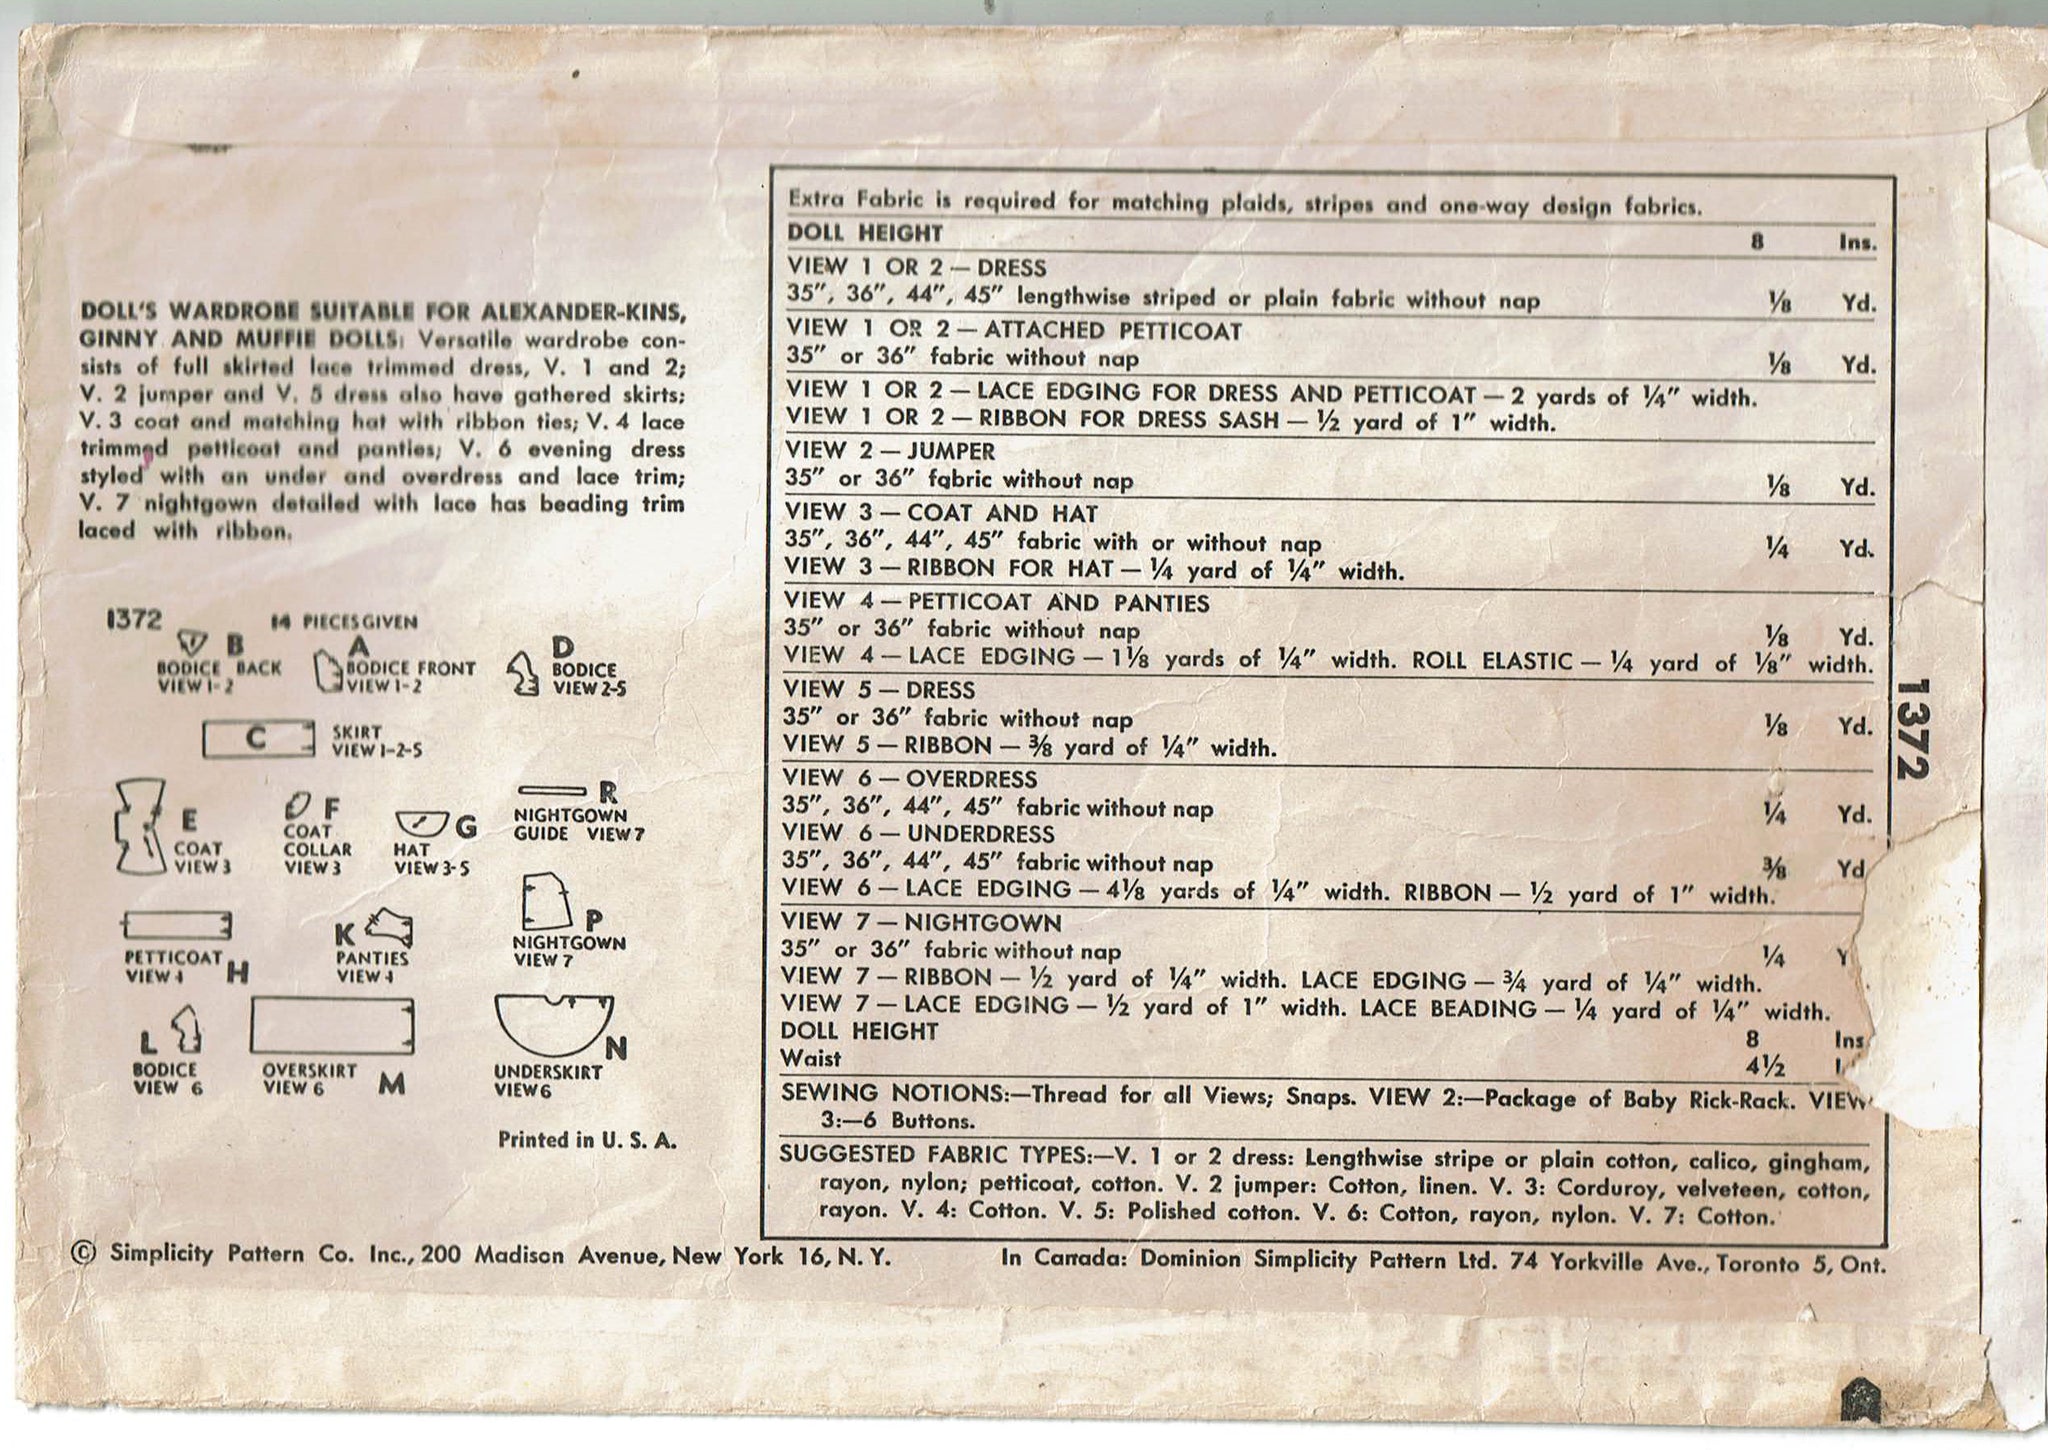 DOLL'S WARDROBE SUITABLE FOR ALEXANDER-KINS,
GINNY AND MUFFIE DOLLS: Versatile wardrobe con-
sists of full skirted lace trimmed dress, V. 1 and 2;
V. 2 jumper and V. 5 dress also have gathered skirts;
V. 3 coat and matching hat with ribbon ties; V. 4 lace
trimmed petticoat and panties; V. 6 evening dress
styled with an under and overdress and lace trim;
V. 7 nightgown detailed with lace has beading trim
laced with ribbon.
1372 14 PIECES GIVEN
B
BODICE BACK
VIEW 1-2
A
BODICE FRONT
VIEW 1-2
D
BODICE
VIEW 2-5
C
SKIRT
VIEW 1-2-5
E
COAT
VIEW 3
F
COAT
COLLAR
VIEW 3
G
HAT
VIEW 3-5
R
NIGHTGOWN
GUIDE VIEW 7
PETTICOAT
VIEW 4 H
K
PANTIES
VIEW 4
P
NIGHTGOWN
VIEW 7
L
BODICE
VIEW 6
OVERSKIRT
VIEW 6 M
N
UNDERSKIRT
VIEW 6
Printed in U. S. A.
Extra Fabric is required for matching plaids, stripes and one-way design fabrics.
DOLL HEIGHT 8 Ins.
VIEW 1 OR 2 — DRESS
35″, 36″, 44″, 45″ lengthwise striped or plain fabric without nap ⅛ Yd.
VIEW 1 OR 2 — ATTACHED PETTICOAT
35″ or 36″ fabric without nap ⅛ Yd.
VIEW 1 OR 2 — LACE EDGING FOR DRESS AND PETTICOAT — 2 yards of ¼″ width.
VIEW 1 OR 2 — RIBBON FOR DRESS SASH — ½ yard of 1″ width.
VIEW 2 — JUMPER
35″ or 36″ fabric without nap ⅛ Yd.
VIEW 3 — COAT AND HAT
35″, 36″, 44″, 45″ fabric with or without nap ¼ Yd.
VIEW 3 — RIBBON FOR HAT — ¼ yard of ¼″ width.
VIEW 4 — PETTICOAT AND PANTIES
35″ or 36″ fabric without nap ⅛ Yd.
VIEW 4 — LACE EDGING — 1⅛ yards of ¼″ width. ROLL ELASTIC — ¼ yard of ⅛″ width.
VIEW 5 — DRESS
35″ or 36″ fabric without nap ⅛ Yd.
VIEW 5 — RIBBON — ⅜ yard of ¼″ width.
VIEW 6 — OVERDRESS
35″, 36″, 44″, 45″ fabric without nap ¼ Yd.
VIEW 6 — UNDERDRESS
35″, 36″, 44″, 45″ fabric without nap ⅜ Yd
VIEW 6 — LACE EDGING — 4⅛ yards of ¼″ width. RIBBON — ½ yard of 1″ width.
VIEW 7 — NIGHTGOWN
35″ or 36″ fabric without nap ¼ Y
VIEW 7 — RIBBON — ½ yard of ¼″ width. LACE EDGING — ¾ yard of ¼″ width.
VIEW 7 — LACE EDGING — ½ yard of 1″ width. LACE BEADING — ¼ yard of ¼″ width.
DOLL HEIGHT 8 Ins
Waist 4½
SEWING NOTIONS:—Thread for all Views; Snaps. VIEW 2:—Package of Baby Rick-Rack. VIEW
3:—6 Buttons.
SUGGESTED FABRIC TYPES:—V. 1 or 2 dress: Lengthwise stripe or plain cotton, calico, gingham,
rayon, nylon; petticoat, cotton. V. 2 jumper: Cotton, linen. V. 3: Corduroy, velveteen, cotton,
rayon. V. 4: Cotton. V. 5: Polished cotton. V. 6: Cotton, rayon, nylon. V. 7: Cotton.
1372
© Simplicity Pattern Co. Inc., 200 Madison Avenue, New York 16, N. Y. In Canada: Dominion Simplicity Pattern Ltd. 74 Yorkville Ave., Toronto 5, Ont.